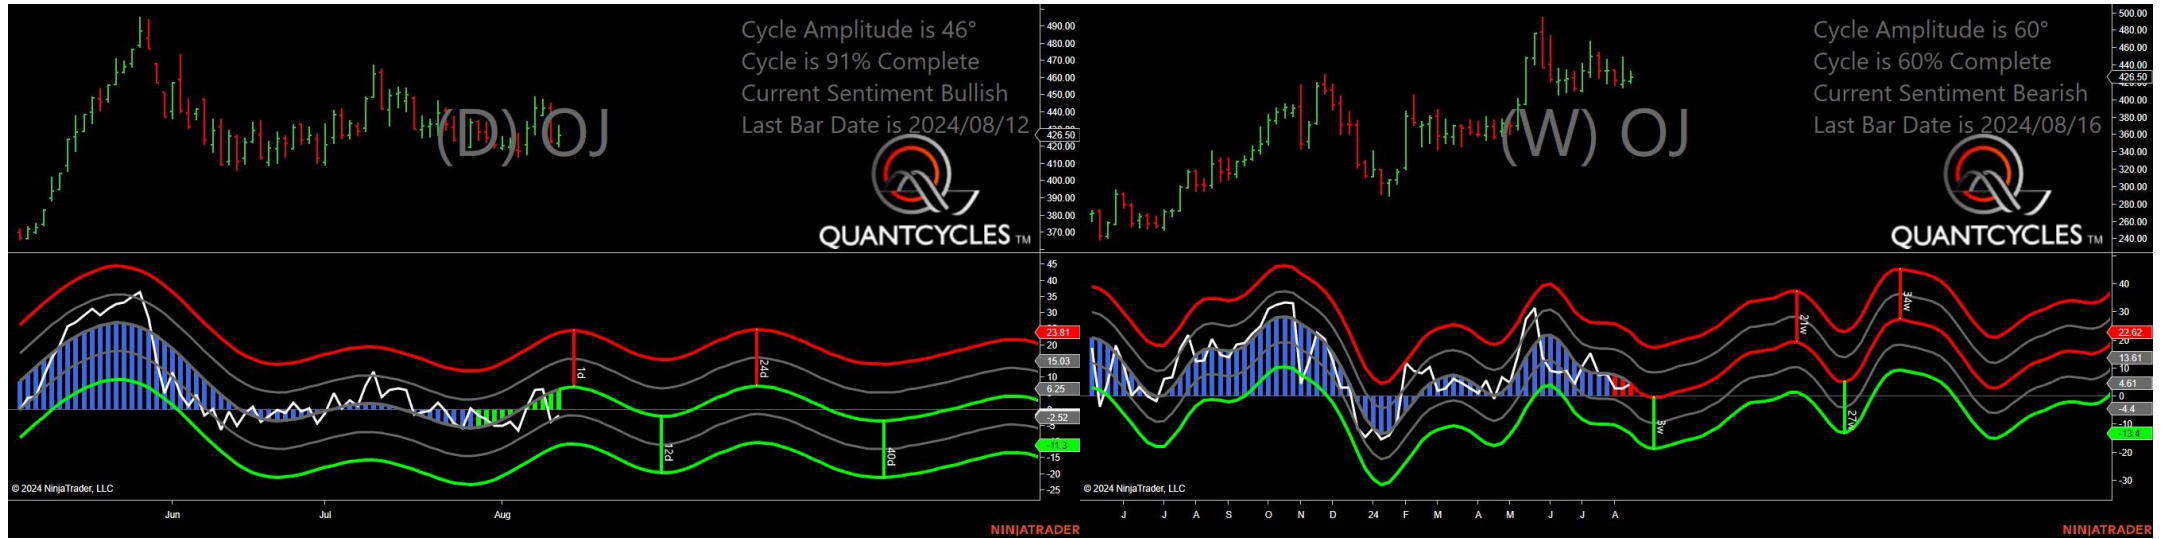 Cycle Amplitude is 46°
Cycle is 91% Complete
Current Sentiment Bullish
Last Bar Date is 2024/08/12
(D) OJ
QUANTCYCLES TM
490.00
480.00
470.00
460.00
450.00
440.00
426.50
420.00
410.00
400.00
390.00
380.00
370.00
45
40
35
30
23.81
20
15.03
10
6.25
-2.52
-5
-11.3
-15
-20
-25
1d
12d
24d
40d
© 2024 NinjaTrader, LLC
Jun Jul Aug
NINJATRADER
Cycle Amplitude is 60°
Cycle is 60% Complete
Current Sentiment Bearish
Last Bar Date is 2024/08/16
(W) OJ
QUANTCYCLES TM
500.00
480.00
460.00
440.00
426.50
400.00
380.00
360.00
340.00
320.00
300.00
280.00
260.00
240.00
40
30
22.62
20
13.61
10
4.61
0
-4.4
-10
-13.4
-20
-30
3w
21w
27w
34w
© 2024 NinjaTrader, LLC
J J A S O N D 24 F M A M J J A
NINJATRADER